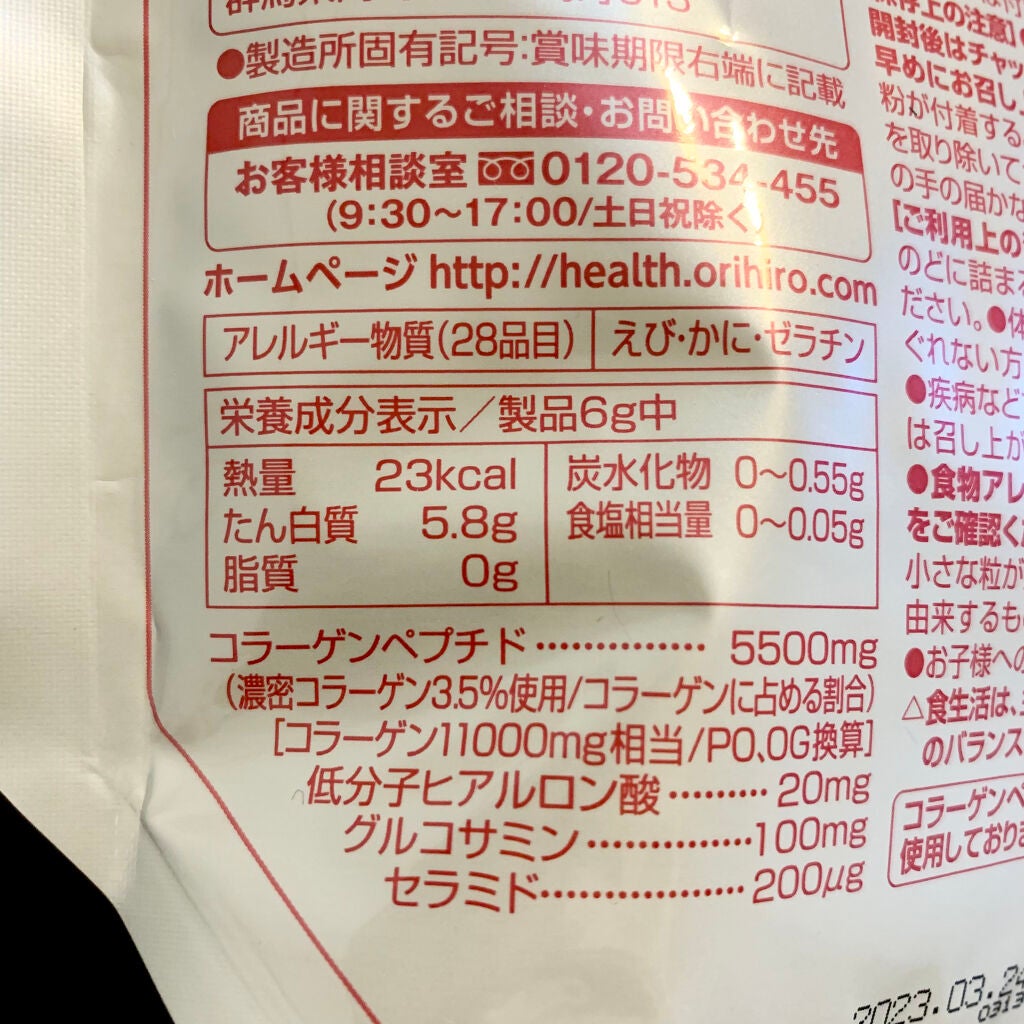 ●製造所固有記号:賞味期限右端に記載
商品に関するご相談・お問い合わせ先
お客様相談室 0120-534-455
(9:30〜17:00/土日祝除く)
ホームページ http://health.orihiro.com
アレルギー物質(28品目) えび・かに・ゼラチン
栄養成分表示/製品6g中
熱量 23kcal
たん白質 5.8g
脂質 0g
炭水化物 0〜0.55g
食塩相当量 0〜0.05g
コラーゲンペプチド・・・・・・・・・・・・・・ 5500mg
(濃密コラーゲン3.5%使用/コラーゲンに占める割合)
[コラーゲン11000mg相当/PO、OG換算]
低分子ヒアルロン酸・・・・・・・・・ 20mg
グルコサミン・・・・・・・・・・・・・・100mg
セラミド・・・・・・・・・・・・・・・・・ 200μg
保存上の注意]●
開封後はチャッ
早めにお召し
粉が付着する
を取り除いて
の手の届かな
[ご利用上の
のどに詰まる
ださい。●体
ぐれない方
●疾病など
は召し上が
●食物アレ
をご確認く
小さな粒が
由来するも
●お子様への
△食生活は、
のバランス
コラーゲンペ
使用しており
2023.03.24
0313